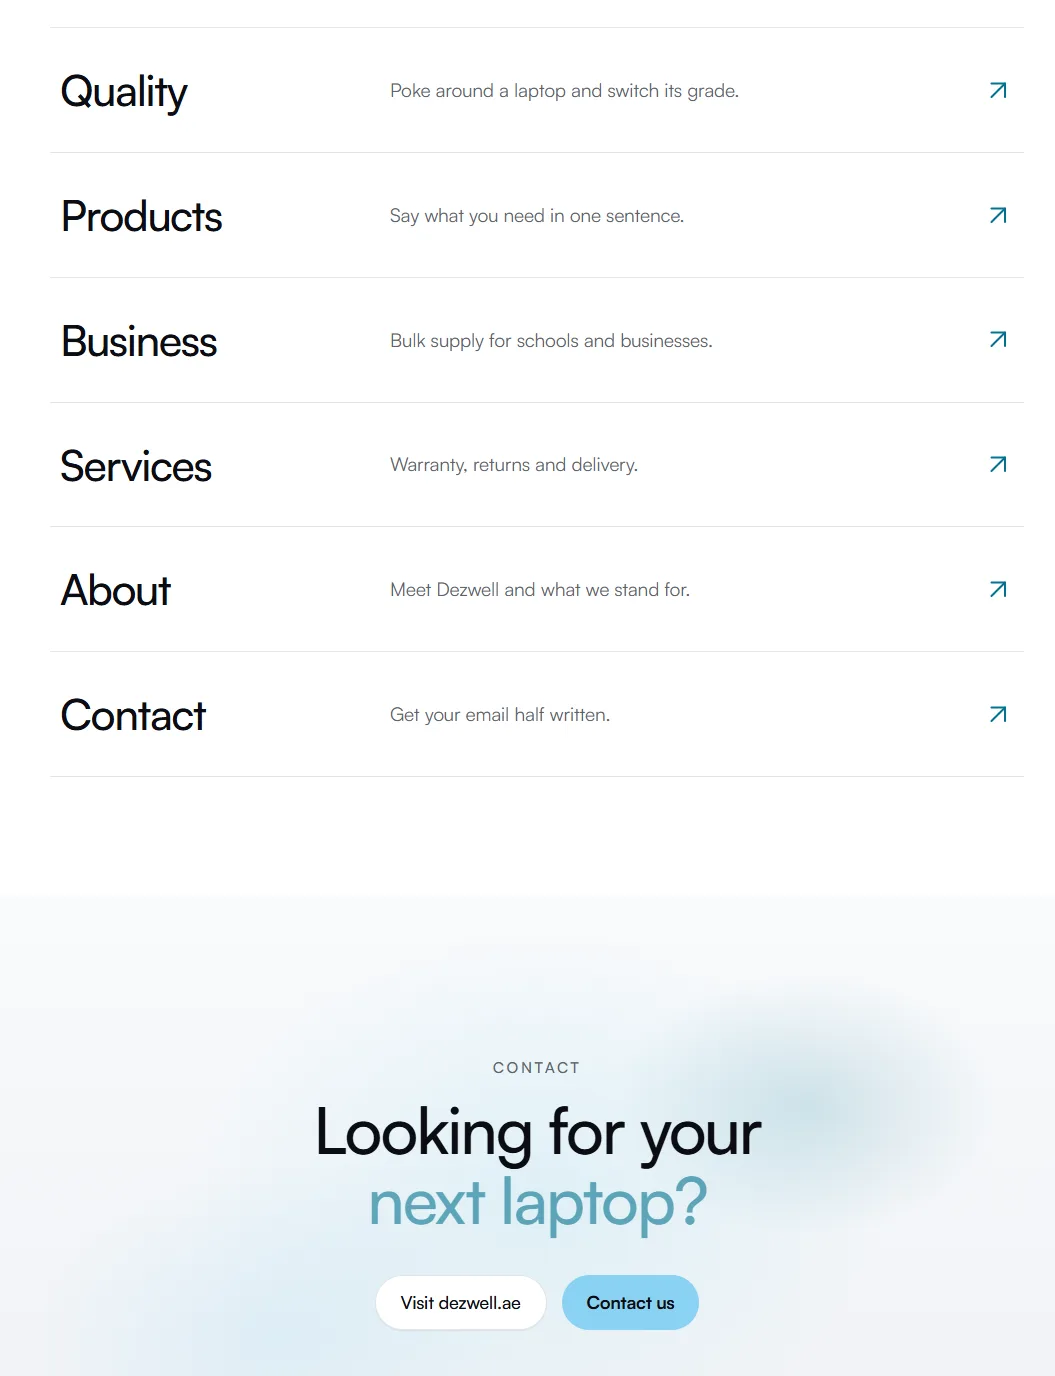 Quality
Poke around a laptop and switch its grade.
Products
Say what you need in one sentence.
Business
Bulk supply for schools and businesses.
Services
Warranty, returns and delivery.
About
Meet Dezwell and what we stand for.
Contact
Get your email half written.
CONTACT
Looking for your
next laptop?
Visit dezwell.ae
Contact us